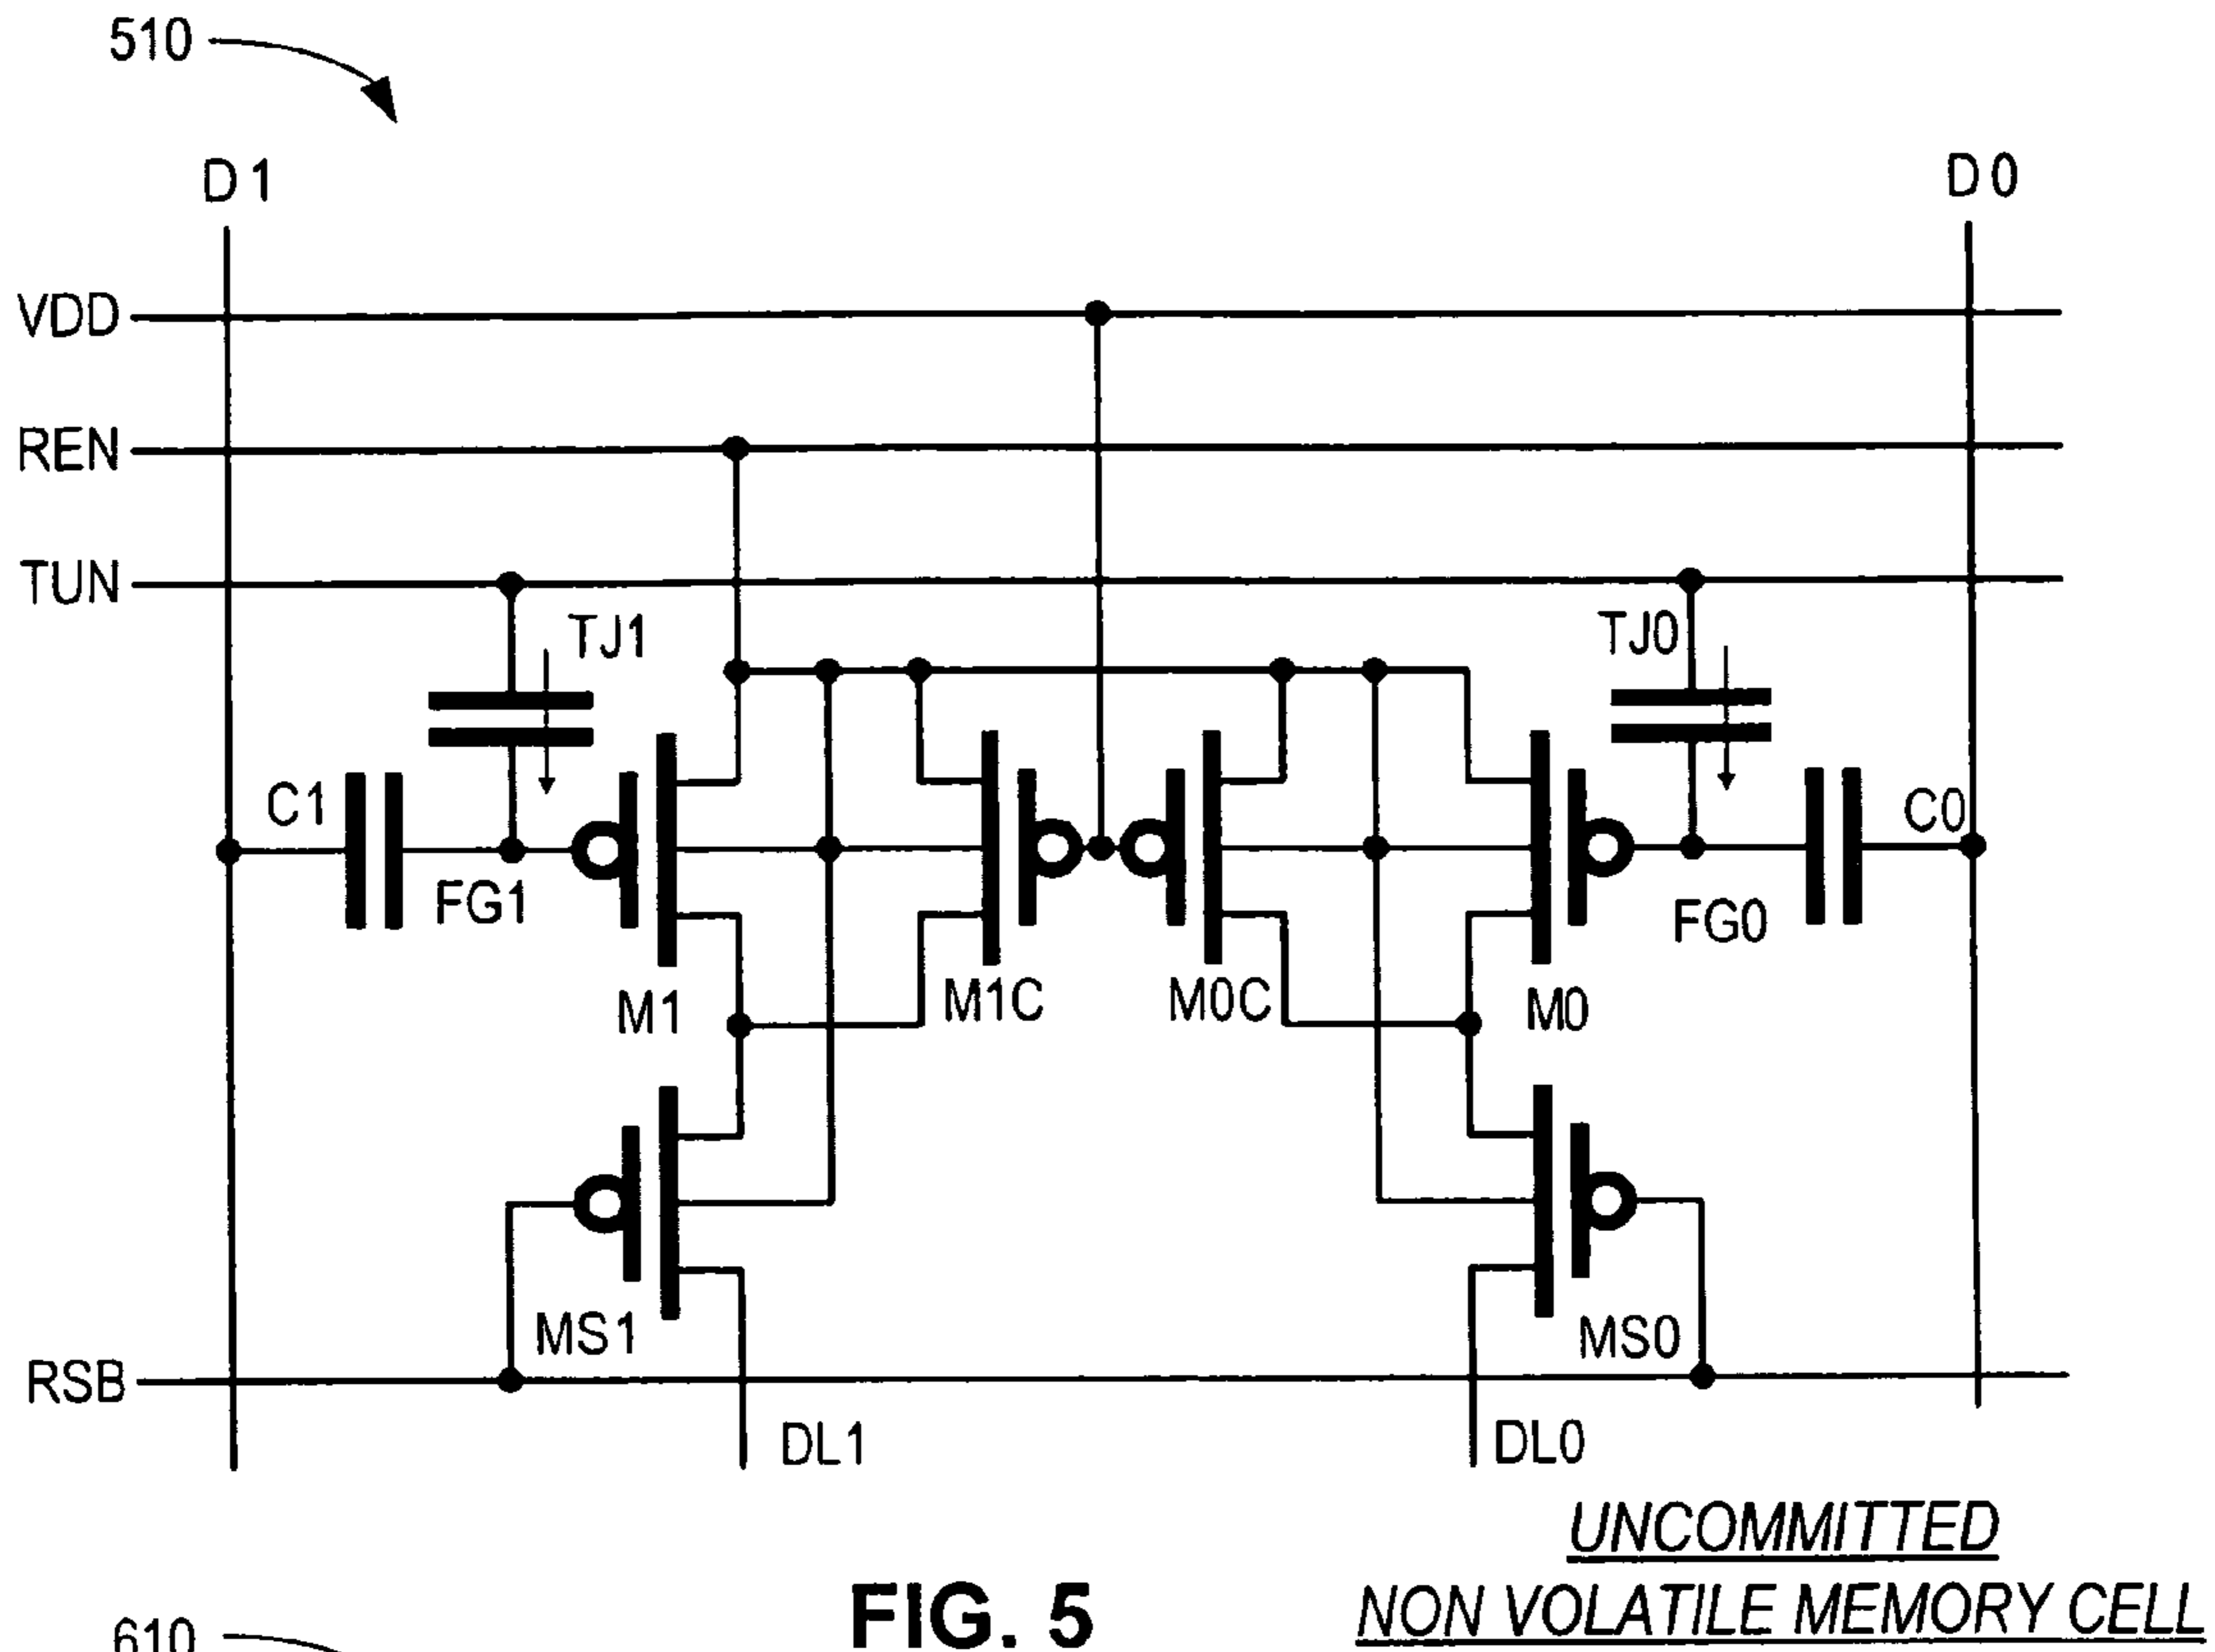 510
D1
D0
VDD
REN
TUN
TJ1
TJ0
C1
C0
FG1
FG0
M1
M1C
M0C
M0
MS1
MS0
RSB
DL1
DL0
UNCOMMITTED
NON VOLATILE MEMORY CELL
FIG. 5
610